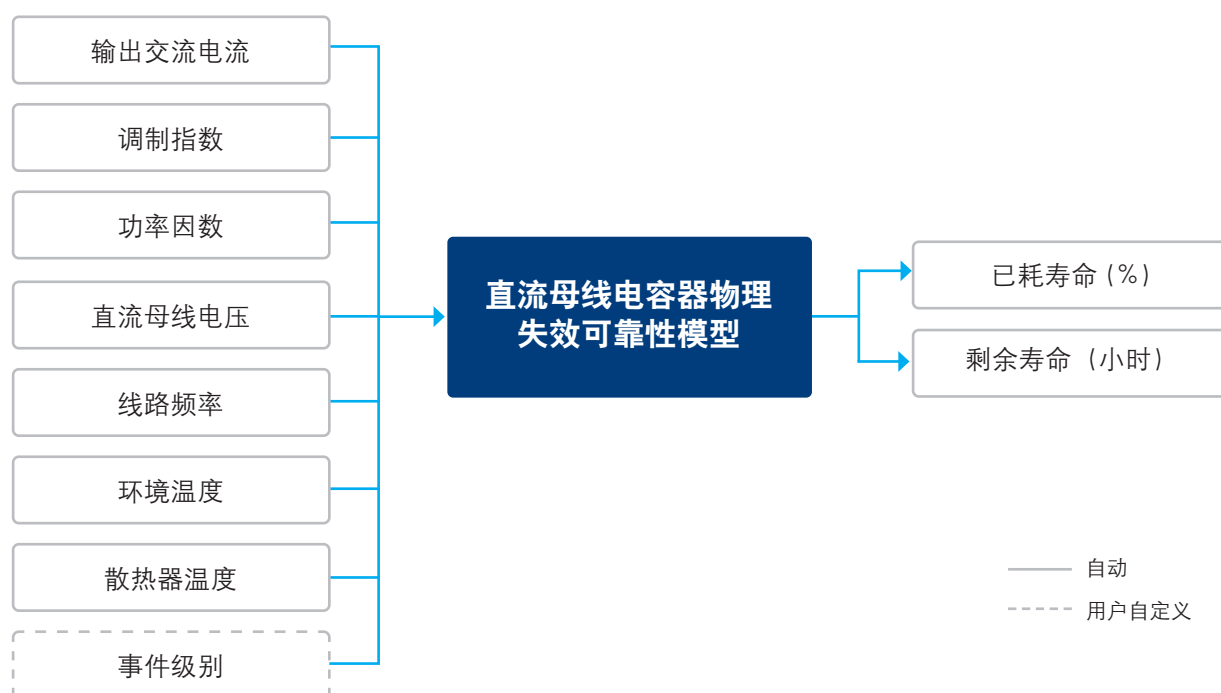 输出交流电流
调制指数
功率因数
直流母线电压
线路频率
环境温度
散热器温度
事件级别
直流母线电容器物理
失效可靠性模型
已耗寿命 (%)
剩余寿命（小时）
自动
用户自定义